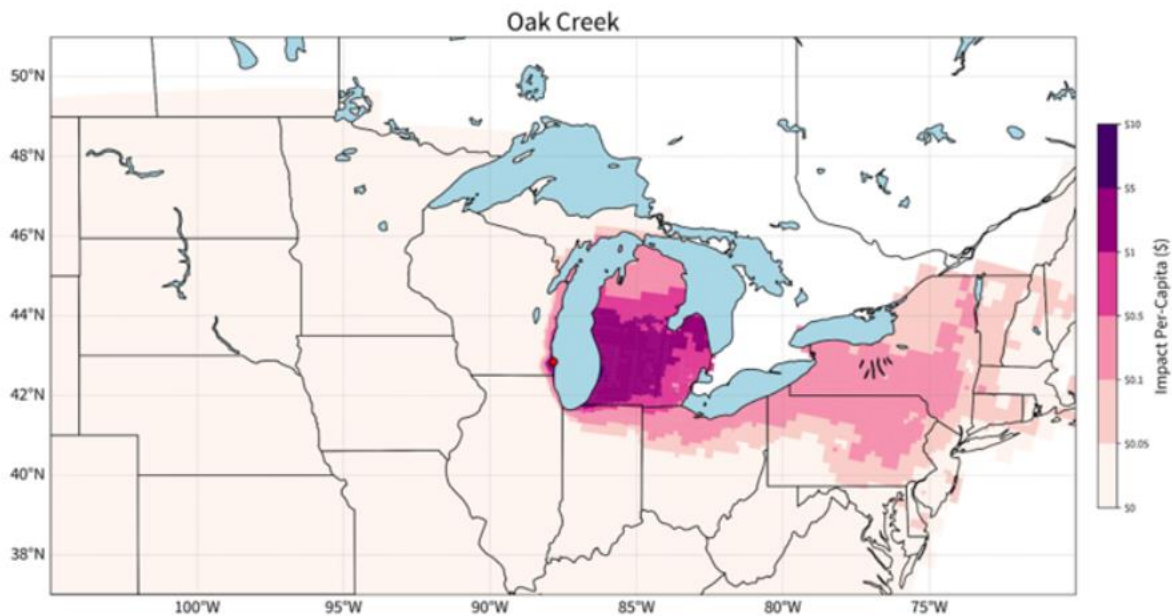 Oak Creek
50°N
48°N
46°N
44°N
42°N
40°N
38°N
100°W
95°W
90°W
85°W
80°W
75°W
$10
$5
$1
$0.5
$0.1
$0.05
$0
Impact Per-Capita ($)